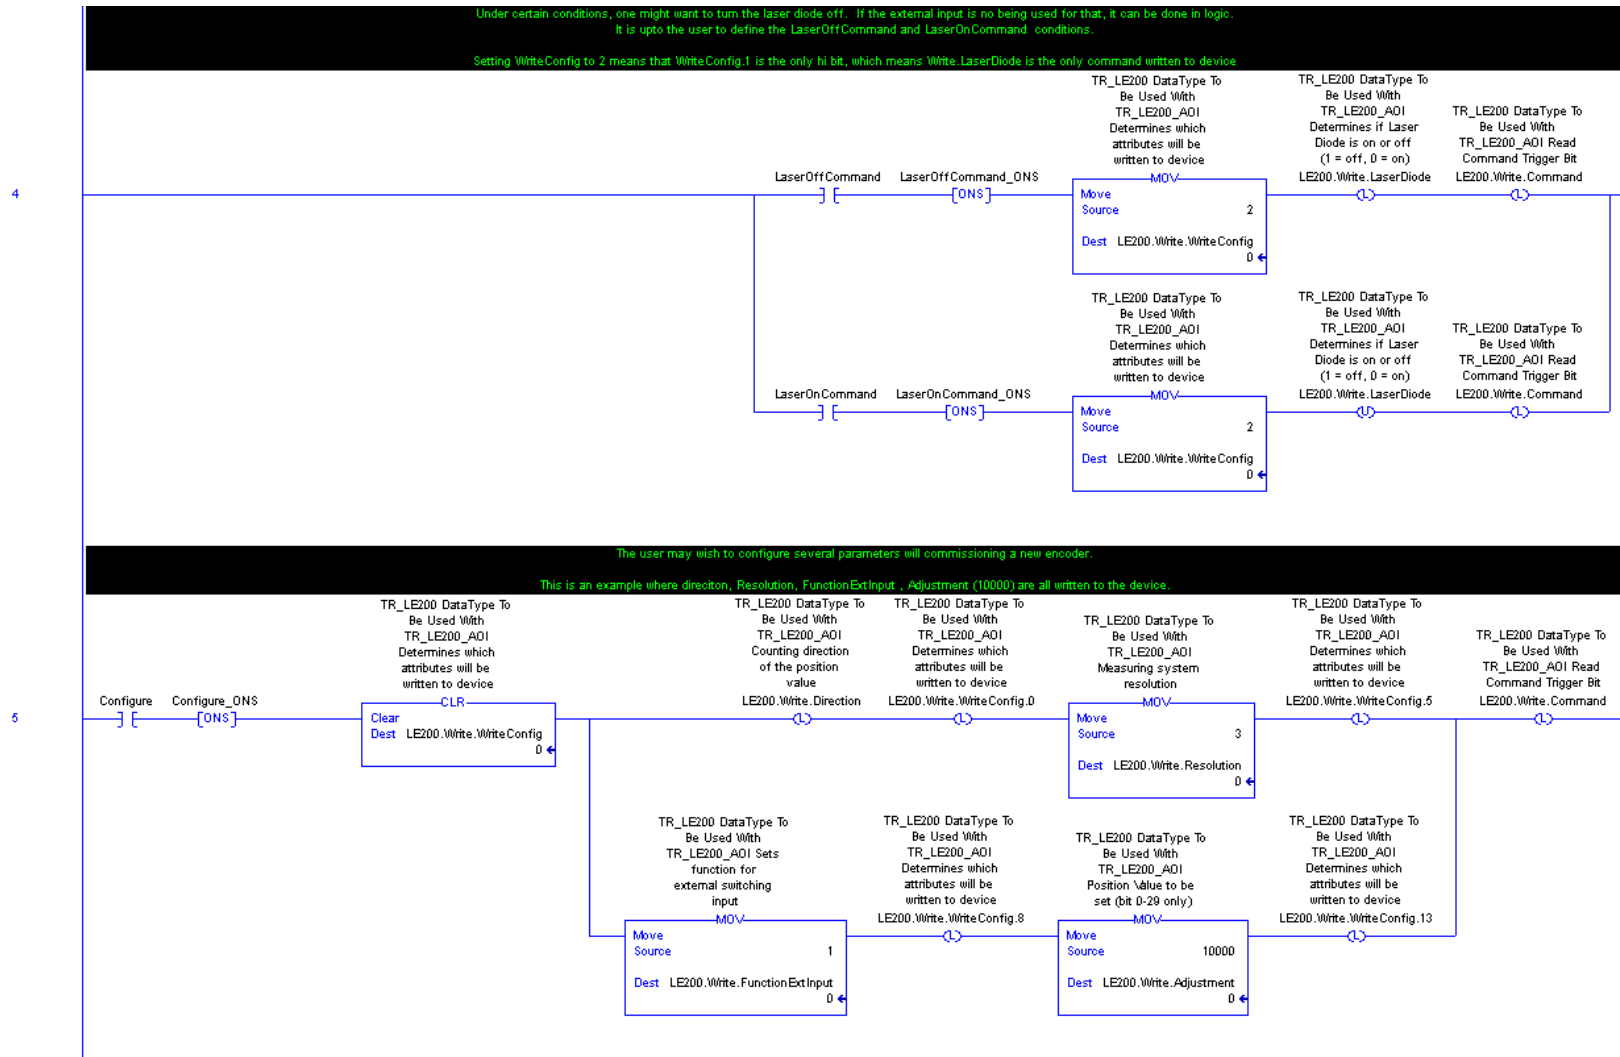 Under certain conditions, one might want to turn the laser diode off. If the external input is no being used for that, it can be done in logic.
It is upto the user to define the LaserOffCommand and LaserOnCommand conditions.
Setting WriteConfig to 2 means that WriteConfig.1 is the only hi bit, which means Write.LaserDiode is the only command written to device
TR_LE200 DataType To
Be Used With
TR_LE200_AOI
Determines which
attributes will be
written to device
TR_LE200 DataType To
Be Used With
TR_LE200_AOI
Determines if Laser
Diode is on or off
(1 = off, 0 = on)
TR_LE200 DataType To
Be Used With
TR_LE200_AOI Read
Command Trigger Bit
4
LaserOffCommand
LaserOffCommand_ONS
ONS
MOV
Move
Source 2
Dest LE200.Write.WriteConfig
0
LE200.Write.LaserDiode
L
LE200.Write.Command
L
TR_LE200 DataType To
Be Used With
TR_LE200_AOI
Determines which
attributes will be
written to device
TR_LE200 DataType To
Be Used With
TR_LE200_AOI
Determines if Laser
Diode is on or off
(1 = off, 0 = on)
TR_LE200 DataType To
Be Used With
TR_LE200_AOI Read
Command Trigger Bit
LaserOnCommand
LaserOnCommand_ONS
ONS
MOV
Move
Source 2
Dest LE200.Write.WriteConfig
0
LE200.Write.LaserDiode
U
LE200.Write.Command
L
The user may wish to configure several parameters will commissioning a new encoder.
This is an example where direciton, Resolution, FunctionExtInput , Adjustment (10000) are all written to the device.
5
Configure
Configure_ONS
ONS
TR_LE200 DataType To
Be Used With
TR_LE200_AOI
Determines which
attributes will be
written to device
CLR
Clear
Dest LE200.Write.WriteConfig
0
TR_LE200 DataType To
Be Used With
TR_LE200_AOI
Counting direction
of the position
value
LE200.Write.Direction
L
TR_LE200 DataType To
Be Used With
TR_LE200_AOI
Determines which
attributes will be
written to device
LE200.Write.WriteConfig.0
L
TR_LE200 DataType To
Be Used With
TR_LE200_AOI
Measuring system
resolution
MOV
Move
Source 3
Dest LE200.Write.Resolution
0
TR_LE200 DataType To
Be Used With
TR_LE200_AOI
Determines which
attributes will be
written to device
LE200.Write.WriteConfig.5
L
TR_LE200 DataType To
Be Used With
TR_LE200_AOI Read
Command Trigger Bit
LE200.Write.Command
L
TR_LE200 DataType To
Be Used With
TR_LE200_AOI Sets
function for
external switching
input
MOV
Move
Source 1
Dest LE200.Write.FunctionExtInput
0
TR_LE200 DataType To
Be Used With
TR_LE200_AOI
Determines which
attributes will be
written to device
LE200.Write.WriteConfig.8
L
TR_LE200 DataType To
Be Used With
TR_LE200_AOI
Position Value to be
set (bit 0-29 only)
MOV
Move
Source 10000
Dest LE200.Write.Adjustment
0
TR_LE200 DataType To
Be Used With
TR_LE200_AOI
Determines which
attributes will be
written to device
LE200.Write.WriteConfig.13
L